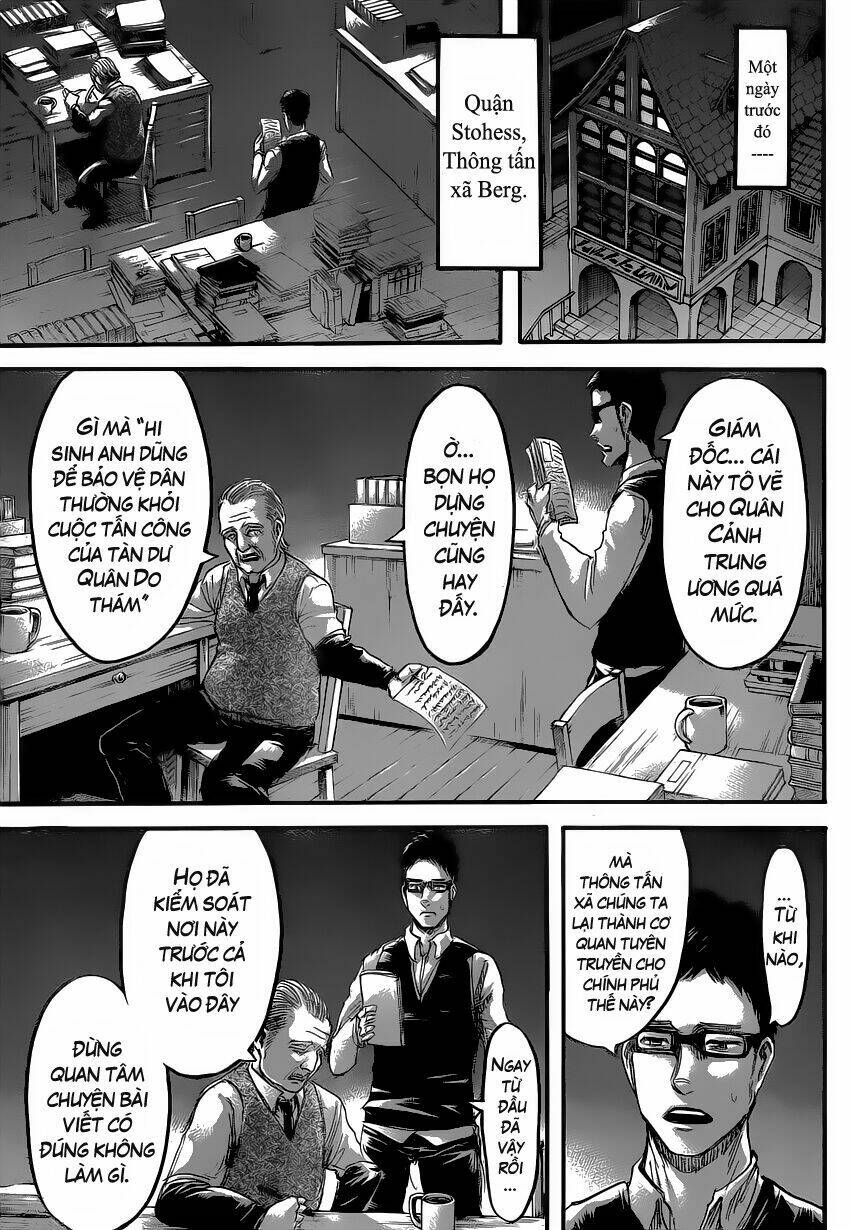 Một
ngày
trước
đó
----
Quận
Stohess,
Thông tấn
xã Berg.
Giám
đốc... cái
này tô vẽ
cho Quân
Cảnh
trung
ương quá
mức.
Ờ...
bọn họ
dựng
chuyện
cũng
hay
đấy.
Gì mà "hi
sinh anh dũng
để bảo vệ dân
thường khỏi
cuộc tấn công
của tàn dư
Quân Do
thám"
...
Từ
khi
nào,
mà
thông tấn
xã chúng ta
lại thành cơ
quan tuyên
truyền cho
chính phủ
thế này?
Ngay
từ
đầu
đã
vậy
rồi
...
Họ đã
kiểm soát
nơi này
trước cả
khi tôi
vào đây
Đừng
quan tâm
chuyện bài
viết có
đúng không
làm gì.